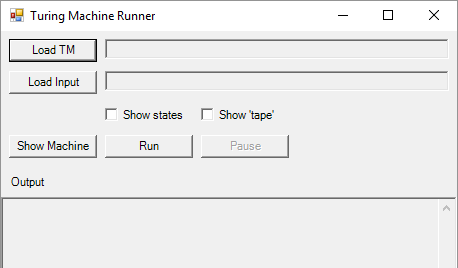 Turing Machine Runner
Load TM
Load Input
Show states Show 'tape'
Show Machine Run Pause
Output